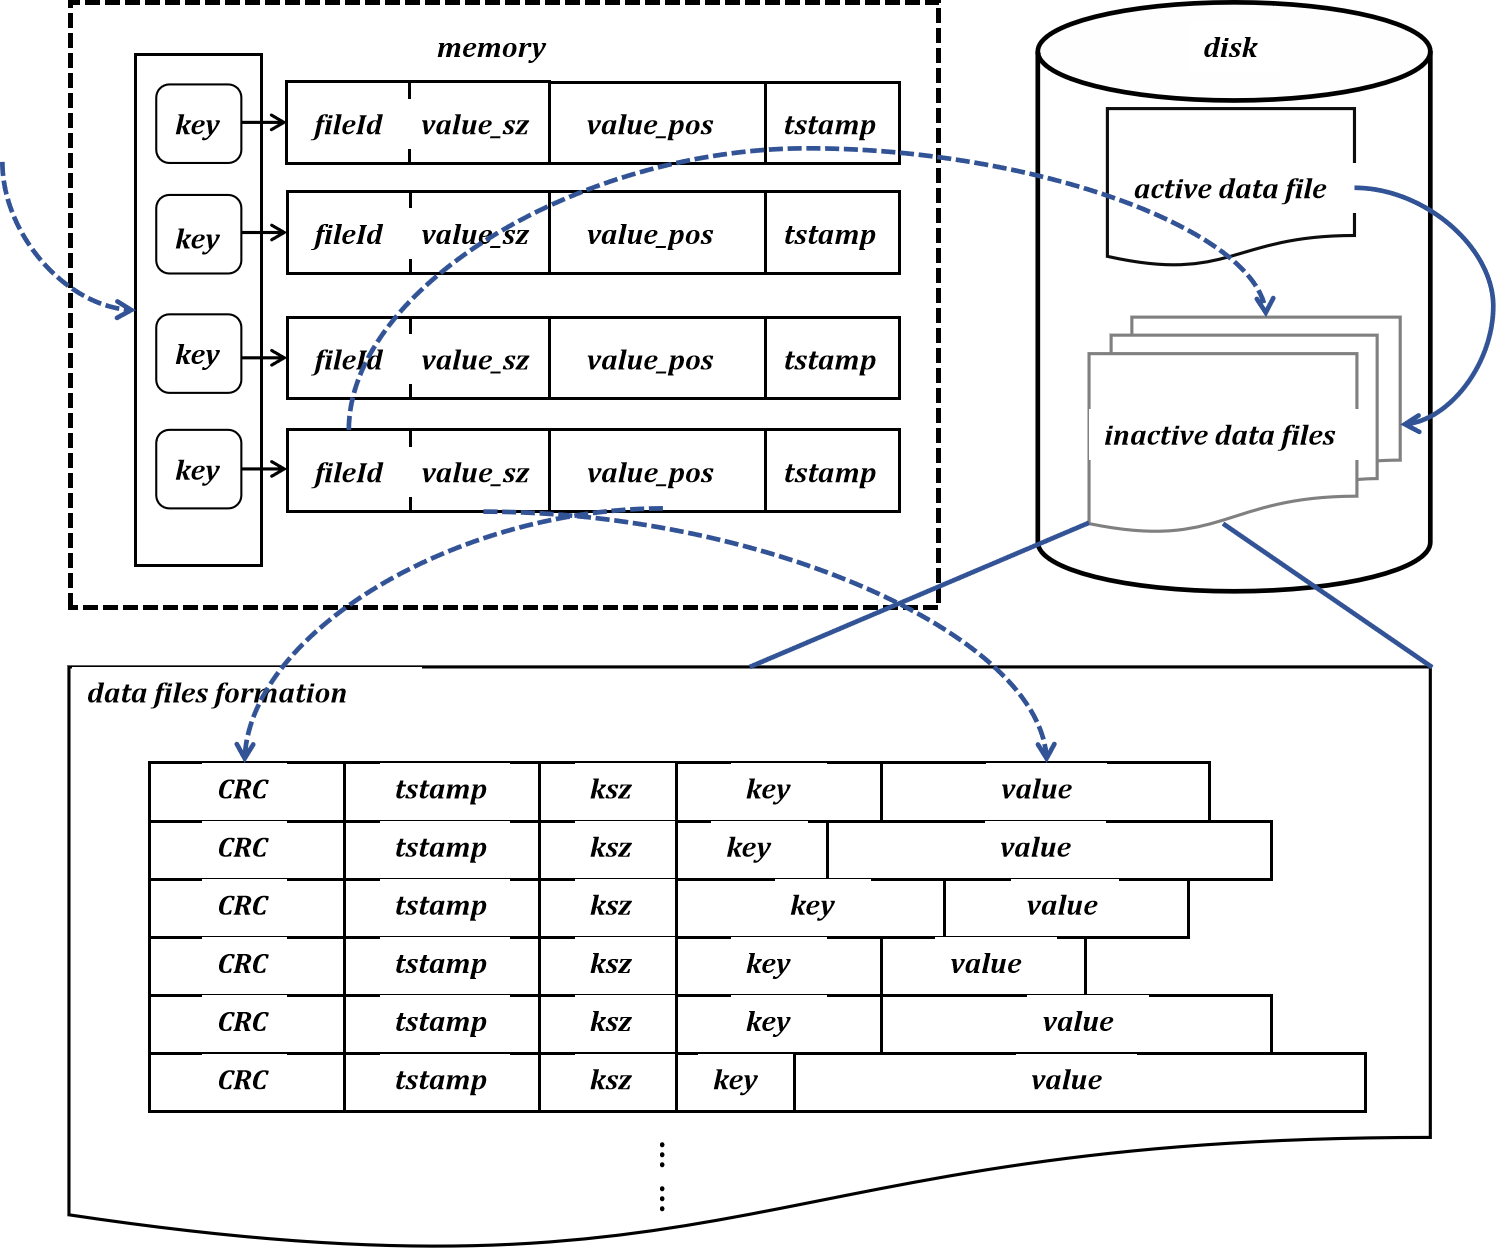 memory
disk
key fileId value_sz value_pos tstamp
active data file
key fileId value_sz value_pos tstamp
key fileId value_sz value_pos tstamp
inactive data files
key fileId value_sz value_pos tstamp
data files formation
CRC tstamp ksz key value
CRC tstamp ksz key value
CRC tstamp ksz key value
CRC tstamp ksz key value
CRC tstamp ksz key value
CRC tstamp ksz key value
⋮
⋮